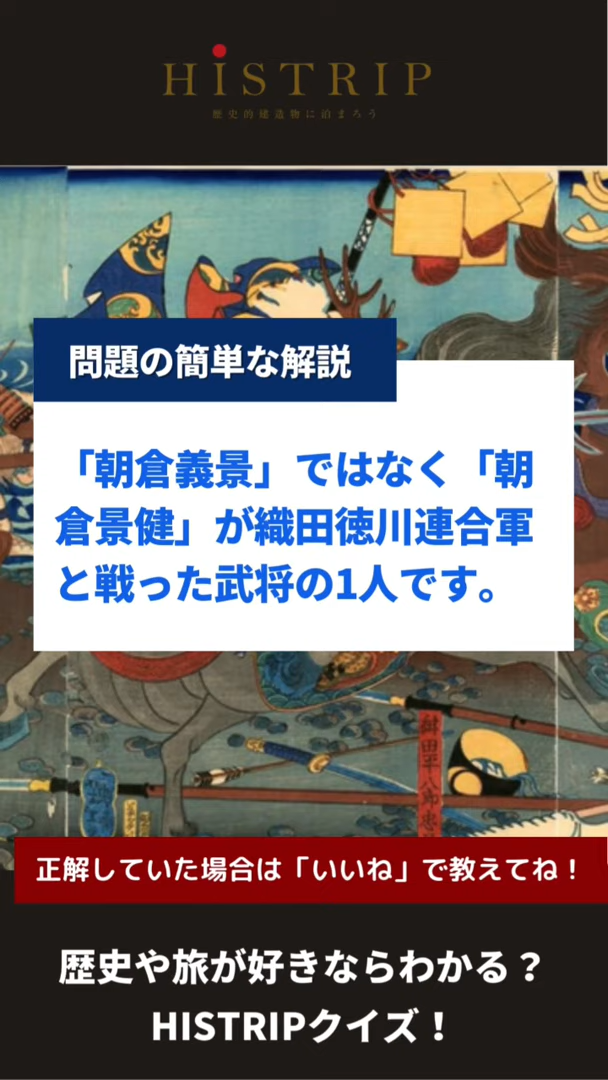 HISTRIP
歴史的建造物に泊まろう
問題の簡単な解説
「朝倉義景」ではなく「朝
倉景健」が織田徳川連合軍
と戦った武将の1人です。
正解していた場合は「いいね」で教えてね！
歴史や旅が好きならわかる？
HISTRIPクイズ！